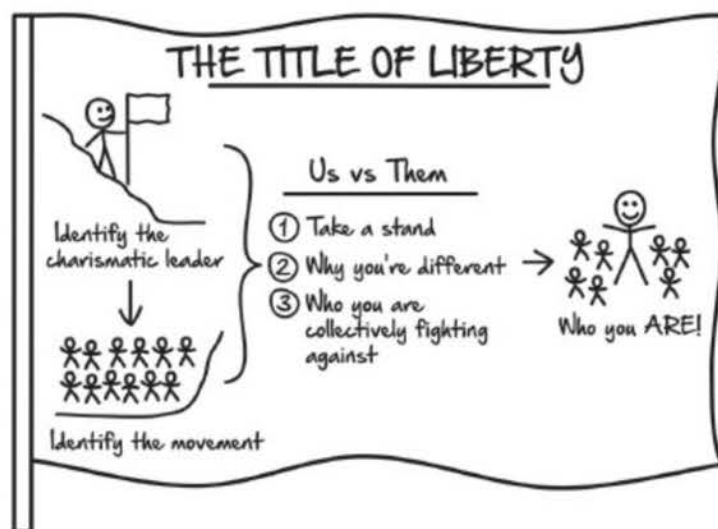 THE TITLE OF LIBERTY
Identify the
charismatic leader
Identify the movement
Us vs Them
1 Take a stand
2 Why you're different
3 Who you are
collectively fighting
against
Who you ARE!